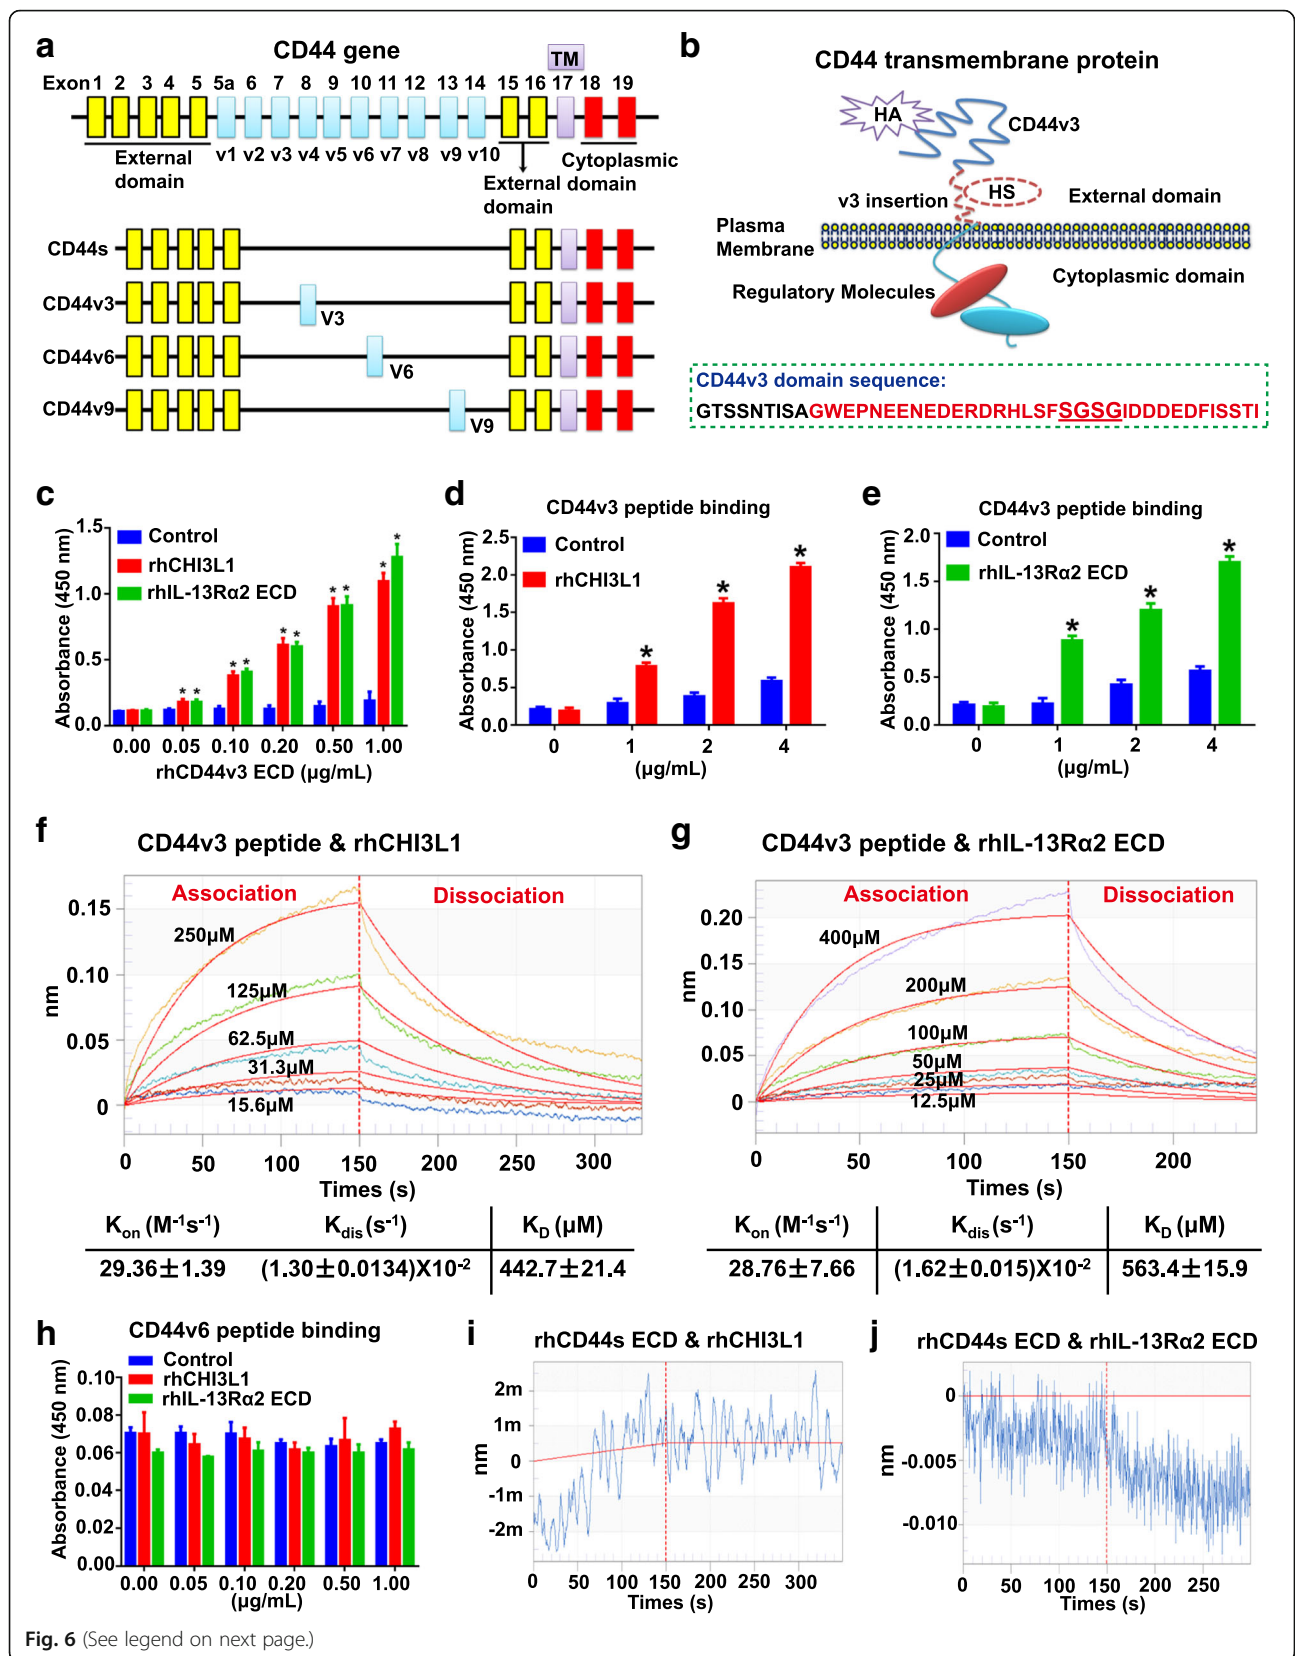 a
CD44 gene
TM
Exon 1 2 3 4 5 5a 6 7 8 9 10 11 12 13 14 15 16 17 18 19
External domain
v1 v2 v3 v4 v5 v6 v7 v8 v9 v10
External domain
Cytoplasmic domain
CD44s
CD44v3
V3
CD44v6
V6
CD44v9
V9
b
CD44 transmembrane protein
HA
CD44v3
v3 insertion
HS
External domain
Plasma Membrane
Cytoplasmic domain
Regulatory Molecules
CD44v3 domain sequence:
GTSSNTISAGWEPNEENEDERDRHLSFSGSGIDDDEDFISSTI
c
Absorbance (450 nm)
1.5
1.0
0.5
0.0
Control
rhCHI3L1
rhIL-13Rα2 ECD
* * * * * * * * * *
0.00 0.05 0.10 0.20 0.50 1.00
rhCD44v3 ECD (µg/mL)
d
CD44v3 peptide binding
Absorbance (450 nm)
2.5
2.0
1.5
1.0
0.5
0.0
Control
rhCHI3L1
* * *
0 1 2 4
(µg/mL)
e
CD44v3 peptide binding
Absorbance (450 nm)
2.0
1.5
1.0
0.5
0.0
Control
rhIL-13Rα2 ECD
* * *
0 1 2 4
(µg/mL)
f
CD44v3 peptide & rhCHI3L1
Association
Dissociation
nm
0.15
0.10
0.05
0
250µM
125µM
62.5µM
31.3µM
15.6µM
0 50 100 150 200 250 300
Times (s)
Kon (M-1s-1) Kdis (s-1) KD (µM)
29.36±1.39 (1.30±0.0134)X10-2 442.7±21.4
g
CD44v3 peptide & rhIL-13Rα2 ECD
Association
Dissociation
nm
0.20
0.15
0.10
0.05
0
400µM
200µM
100µM
50µM
25µM
12.5µM
0 50 100 150 200
Times (s)
Kon (M-1s-1) Kdis (s-1) KD (µM)
28.76±7.66 (1.62±0.015)X10-2 563.4±15.9
h
CD44v6 peptide binding
Absorbance (450 nm)
Control
rhCHI3L1
rhIL-13Rα2 ECD
0.10
0.08
0.06
0.04
0.02
0.00
0.00 0.05 0.10 0.20 0.50 1.00
(µg/mL)
i
rhCD44s ECD & rhCHI3L1
nm
2m
1m
0
-1m
-2m
0 50 100 150 200 250 300
Times (s)
j
rhCD44s ECD & rhIL-13Rα2 ECD
nm
0
-0.005
-0.010
0 50 100 150 200 250
Times (s)
Fig. 6 (See legend on next page.)